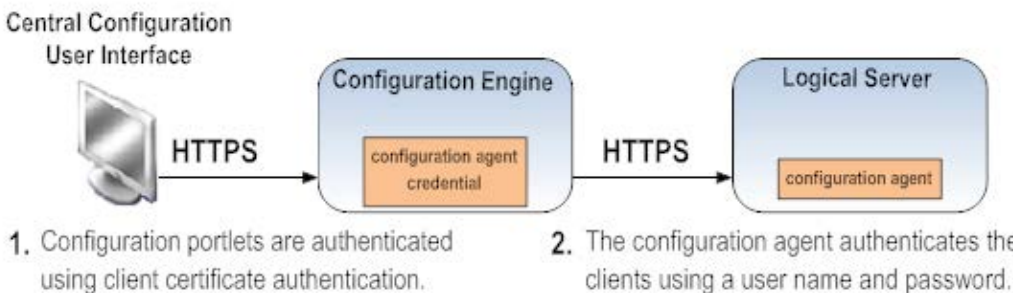 Central Configuration
User Interface
HTTPS
Configuration Engine
configuration agent
credential
HTTPS
Logical Server
configuration agent
1. Configuration portlets are authenticated
using client certificate authentication.
2. The configuration agent authenticates the
clients using a user name and password.